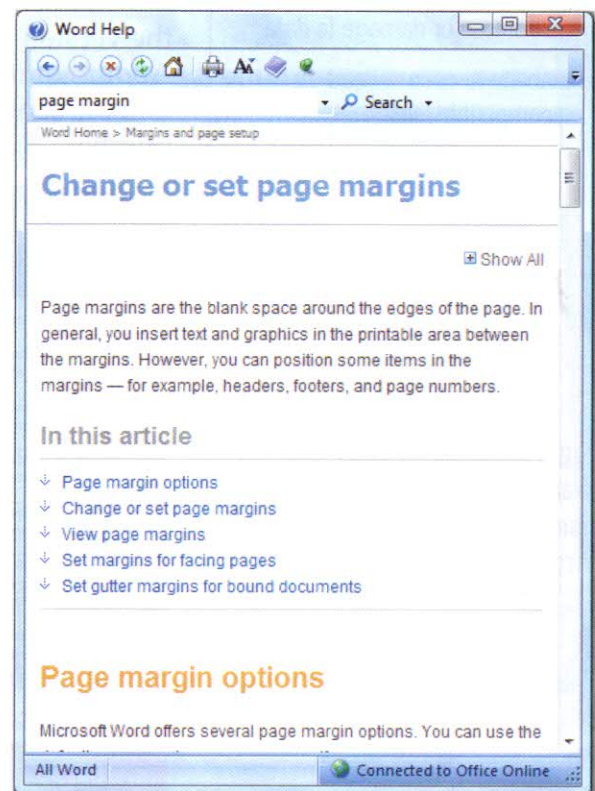 Word Help
page margin
Search
Word Home > Margins and page setup
Change or set page margins
Show All
Page margins are the blank space around the edges of the page. In
general, you insert text and graphics in the printable area between
the margins. However, you can position some items in the
margins — for example, headers, footers, and page numbers.
In this article
Page margin options
Change or set page margins
View page margins
Set margins for facing pages
Set gutter margins for bound documents
Page margin options
Microsoft Word offers several page margin options. You can use the
All Word
Connected to Office Online